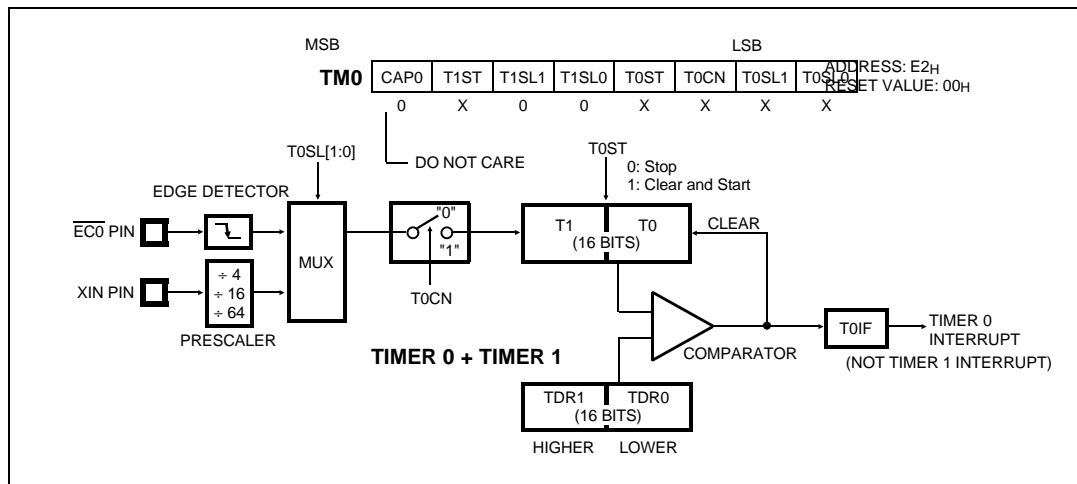 MSB LSB
TM0 CAP0 T1ST T1SL1 T1SL0 T0ST T0CN T0SL1 T0SL0
ADDRESS: E2H
RESET VALUE: 00H
0 X 0 0 X X X X
T0SL[1:0]
DO NOT CARE
T0ST
0: Stop
1: Clear and Start
EDGE DETECTOR
EC0 PIN
MUX
"0"
"1"
T0CN
T1 T0
(16 BITS)
CLEAR
XIN PIN
÷ 4
÷ 16
÷ 64
PRESCALER
TIMER 0 + TIMER 1
COMPARATOR
T0IF
TIMER 0
INTERRUPT
(NOT TIMER 1 INTERRUPT)
TDR1 TDR0
(16 BITS)
HIGHER LOWER